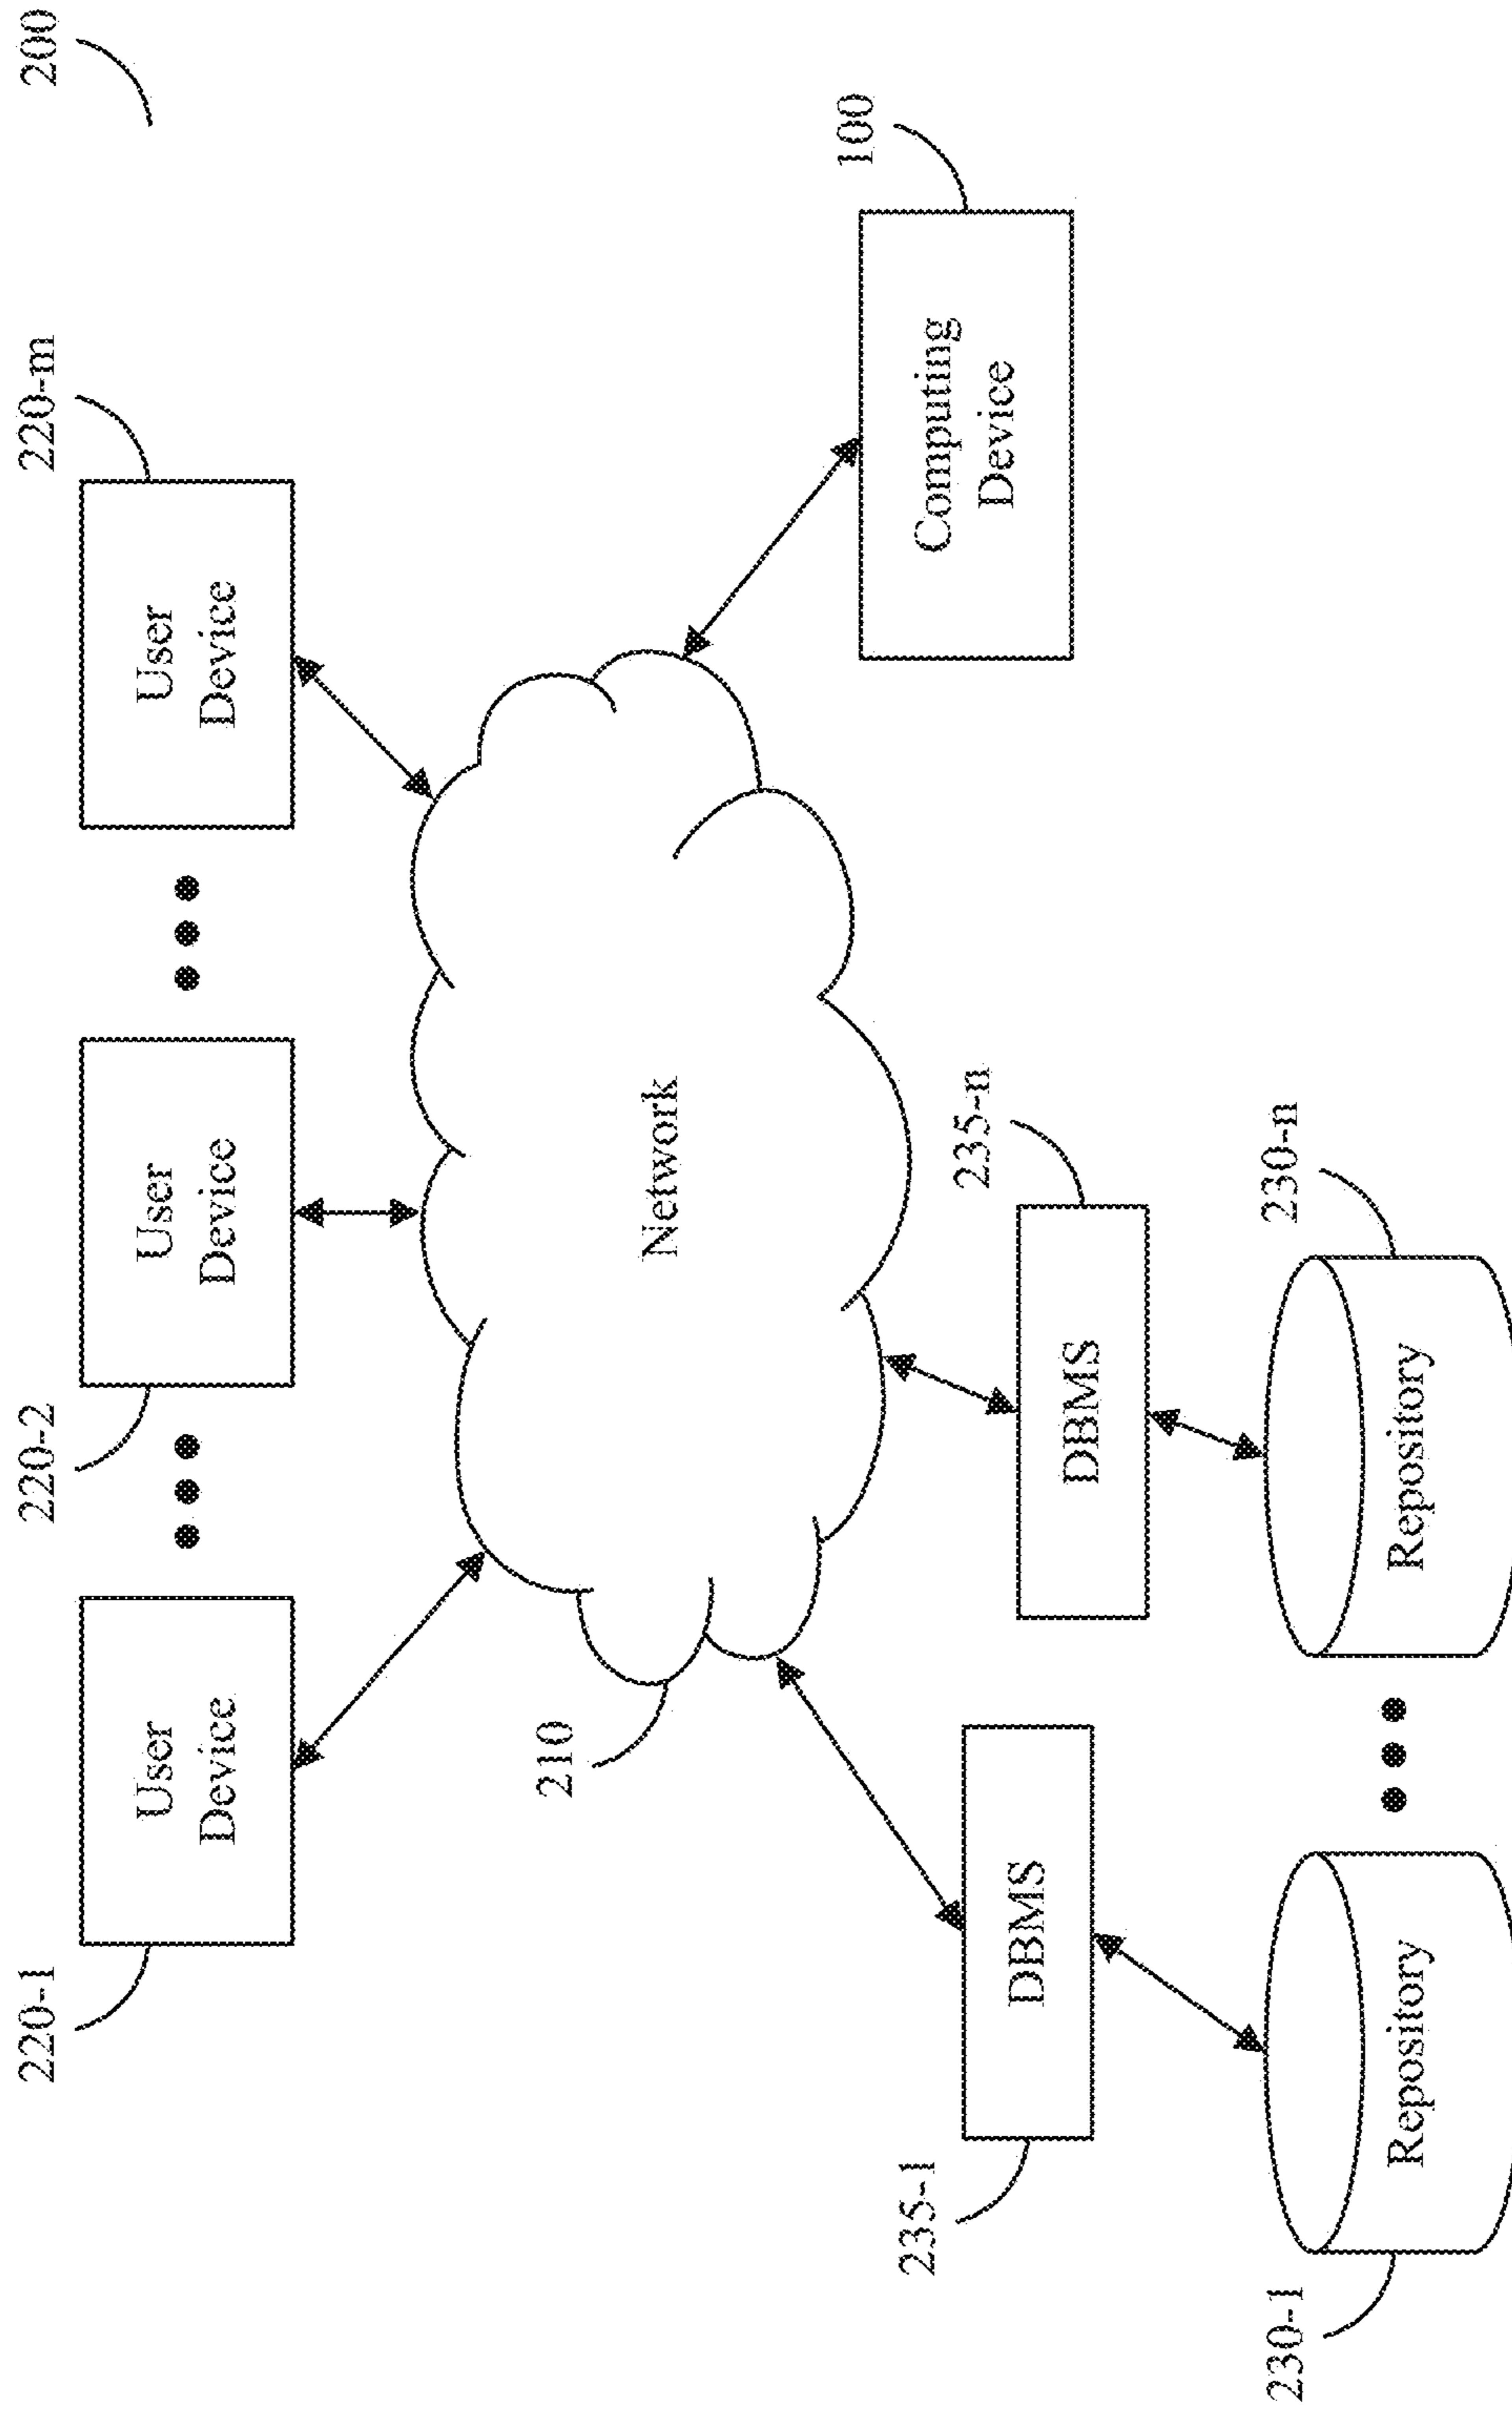 200
220-1
220-2
220-m
User
Device
User
Device
User
Device
210
Network
100
Computing
Device
235-1
DBMS
235-n
DBMS
230-1
Repository
230-n
Repository